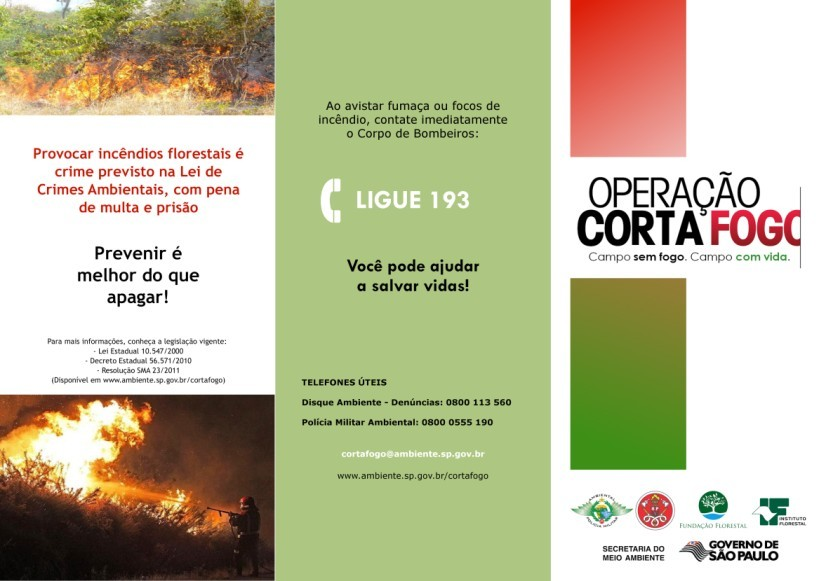 Provocar incêndios florestais é
crime previsto na Lei de
Crimes Ambientais, com pena
de multa e prisão
Prevenir é
melhor do que
apagar!
Para mais informações, conheça a legislação vigente:
- Lei Estadual 10.547/2000
- Decreto Estadual 56.571/2010
- Resolução SMA 23/2011
(Disponível em www.ambiente.sp.gov.br/cortafogo)
Ao avistar fumaça ou focos de
incêndio, contate imediatamente
o Corpo de Bombeiros:
LIGUE 193
Você pode ajudar
a salvar vidas!
TELEFONES ÚTEIS
Disque Ambiente - Denúncias: 0800 113 560
Polícia Militar Ambiental: 0800 0555 190
cortafogo@ambiente.sp.gov.br
www.ambiente.sp.gov.br/cortafogo
OPERAÇÃO
CORTA FOGO
Campo sem fogo. Campo com vida.
AMBIENTAL
POLÍCIA MILITAR
FUNDAÇÃO FLORESTAL
INSTITUTO
FLORESTAL
SECRETARIA DO
MEIO AMBIENTE
GOVERNO DE
SÃO PAULO